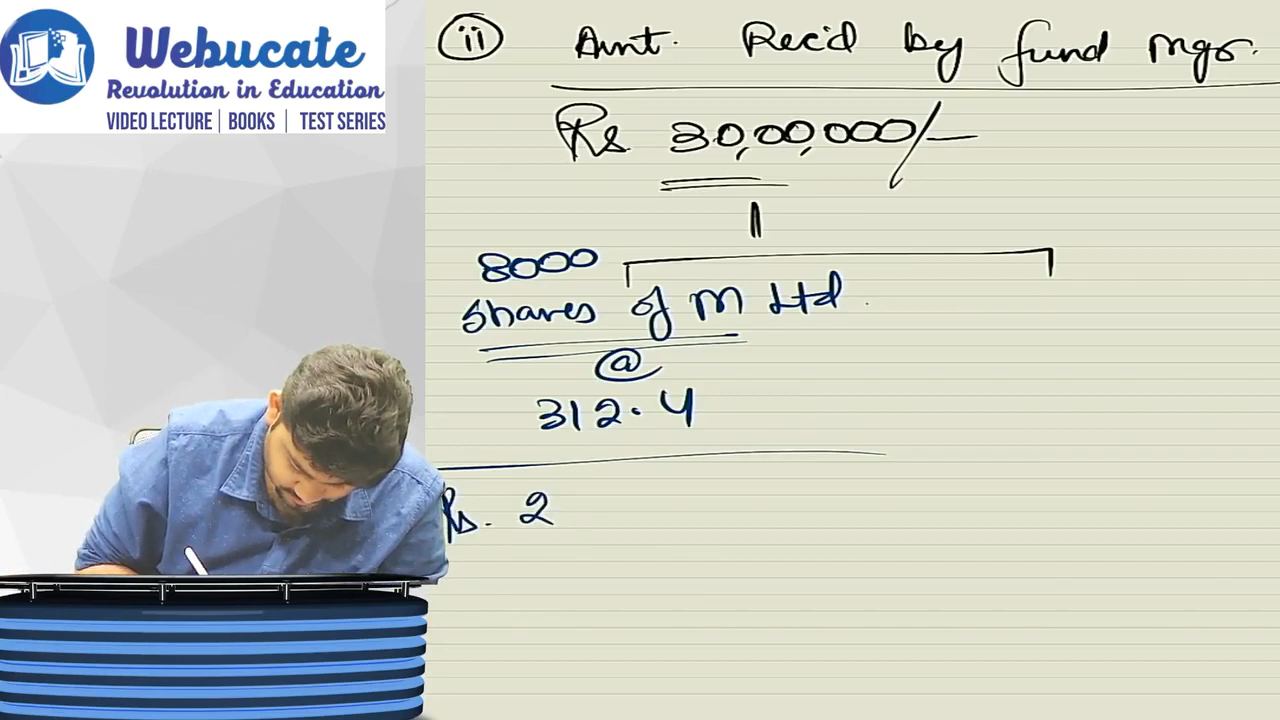 Webucate
Revolution in Education
VIDEO LECTURE | BOOKS | TEST SERIES
(ii) Amt. Rec'd by fund Mgr.
Rs 30,00,000/-
8000
shares of M Ltd.
@
312.4
Rs. 2